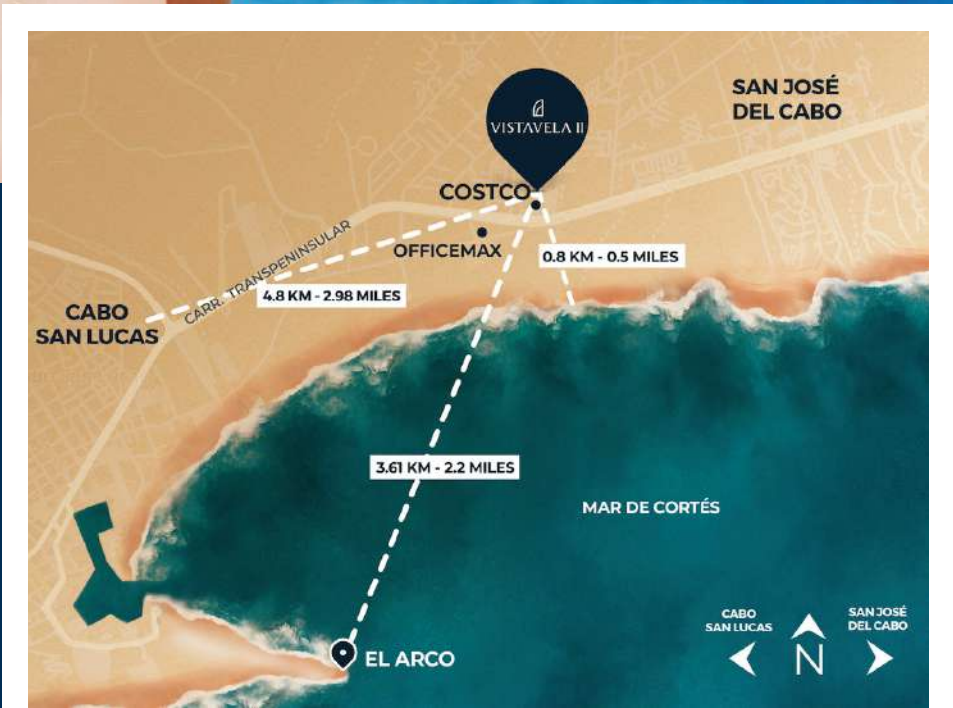 SAN JOSÉ
DEL CABO
VISTAVELA II
COSTCO
OFFICEMAX
0.8 KM - 0.5 MILES
CARR. TRANSPENINSULAR
4.8 KM - 2.98 MILES
CABO
SAN LUCAS
3.61 KM - 2.2 MILES
MAR DE CORTÉS
EL ARCO
CABO
SAN LUCAS
N
SAN JOSÉ
DEL CABO